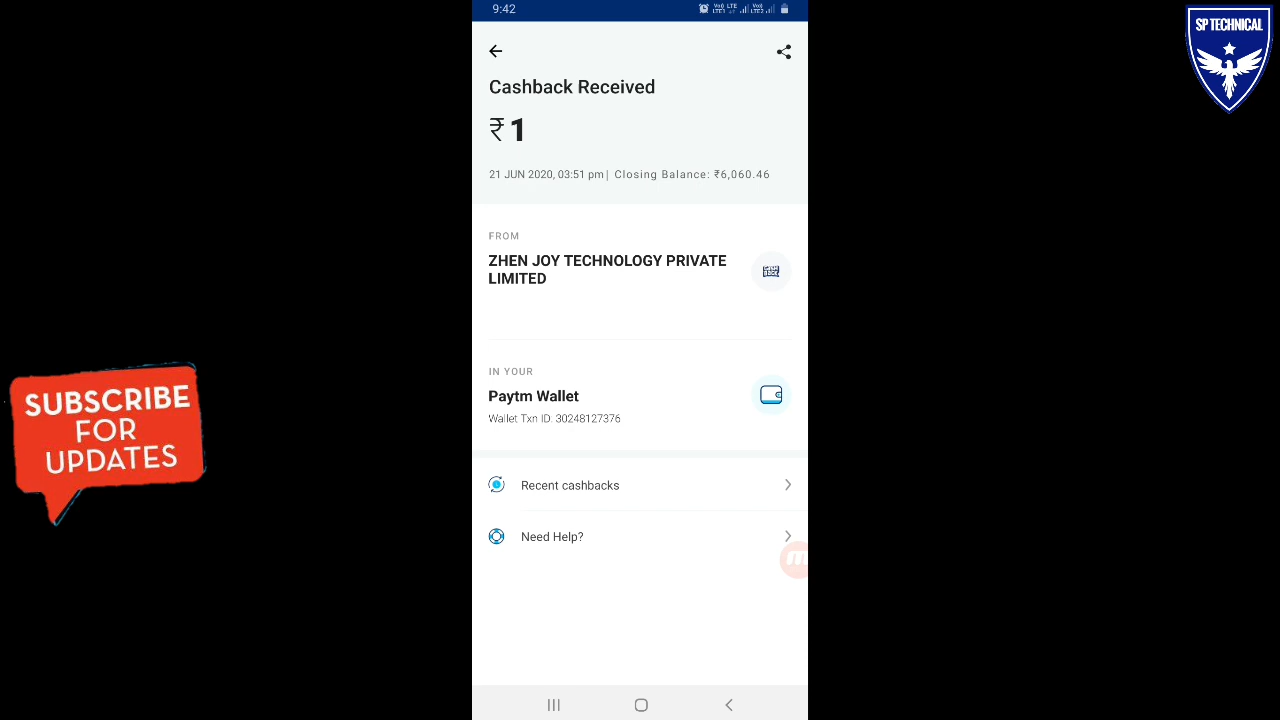 9:42
SP TECHNICAL
Cashback Received
₹1
21 JUN 2020, 03:51 pm| Closing Balance: ₹6,060.46
FROM
ZHEN JOY TECHNOLOGY PRIVATE
LIMITED
IN YOUR
Paytm Wallet
Wallet Txn ID: 30248127376
SUBSCRIBE
FOR
UPDATES
Recent cashbacks
Need Help?